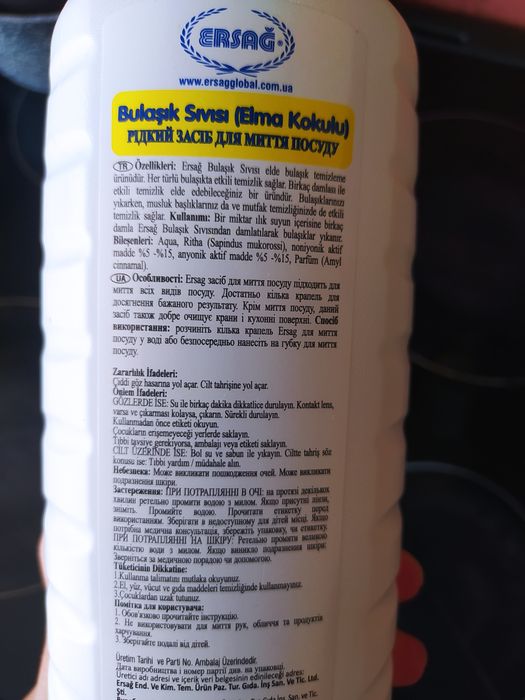 ERSAĞ
www.ersagglobal.com.ua
Bulaşık Sıvısı (Elma Kokulu)
РІДКИЙ ЗАСІБ ДЛЯ МИТТЯ ПОСУДУ
TR Özellikleri: Ersağ Bulaşık Sıvısı elde bulaşık temizleme
ürünüdür. Her türlü bulaşıkta etkili temizlik sağlar. Birkaç damlası ile
etkili temizlik elde edebileceğiniz bir üründür. Bulaşıklarınızı
yıkarken, musluk başlıklarınız da ve mutfak temizliğinizde de etkili
temizlik sağlar. Kullanımı: Bir miktar ılık suyun içerisine birkaç
damla Ersağ Bulaşık Sıvısından damlatılarak bulaşıklar yıkanır.
Bileşenleri: Aqua, Ritha (Sapindus mukorossi), noniyonik aktif
madde %5 -%15, anyonik aktif madde %5 -%15, Parfüm (Amyl
cinnamal).
UA Особливості: Ersag засіб для миття посуду підходить для
миття всіх видів посуду. Достатньо кілька крапель для
досягнення бажаного результату. Крім миття посуду, даний
засіб також добре очищує крани і кухонні поверхні. Спосіб
використання: розчиніть кілька крапель Ersag для миття
посуду у воді або безпосередньо нанесіть на губку для миття
посуду.
Zararlılık İfadeleri:
Ciddi göz hasarına yol açar. Cilt tahrişine yol açar.
Önlem İfadeleri:
GÖZLERDE İSE: Su ile birkaç dakika dikkatlice durulayın. Kontakt lens,
varsa ve çıkarması kolaysa, çıkarın. Sürekli durulayın.
Kullanmadan önce etiketi okuyun.
Çocukların erişemeyeceği yerlerde saklayın.
Tıbbi tavsiye gerekiyorsa, ambalajı veya etiketi saklayın.
CİLT ÜZERİNDE İSE: Bol su ve sabun ile yıkayın. Ciltte tahriş söz
konusu ise: Tıbbi yardım / müdahale alın.
Небезпека: Може викликати пошкодження очей. Може викликати
подразнення шкіри.
Застереження: ПРИ ПОТРАПЛЯННІ В ОЧІ: на протязі декількох
хвилин ретельно промити водою з милом. Якщо присутні лінзи,
зніміть. Промийте водою. Прочитати етикетку перед
використанням. Зберігати в недоступному для дітей місці. Якщо
потрібна медична консультація, збережіть упаковку, чи етикетку.
ПРИ ПОТРАПЛЯННІ НА ШКІРУ: Ретельно промити великою
кількістю води з милом. Якщо виникло подразнення шкіри:
Зверніться за медичною порадою чи допомогою.
Tüketicinin Dikkatine:
1.Kullanma talimatını mutlaka okuyunuz.
2.El, yüz, vücut ve gıda maddeleri temizliğinde kullanmayınız.
3.Çocuklardan uzak tutunuz.
Помітка для користувача:
1. Обов'язково прочитайте інструкцію.
2. Не використовувати для миття рук, обличчя та продуктів
харчування.
3. Зберігайте подалі від дітей.
Üretim Tarihi ve Parti No. Ambalaj Üzerindedir.
Дата виробництва і номер партії див. на упаковці.
Üretici adı adresi ve içerik veri belgesinin edinileceği adres:
Ersağ End. Ve Kim. Tem. Ürün Paz. Tur. Gıda. İnş San. Ve Tic. Ltd.
Şti.